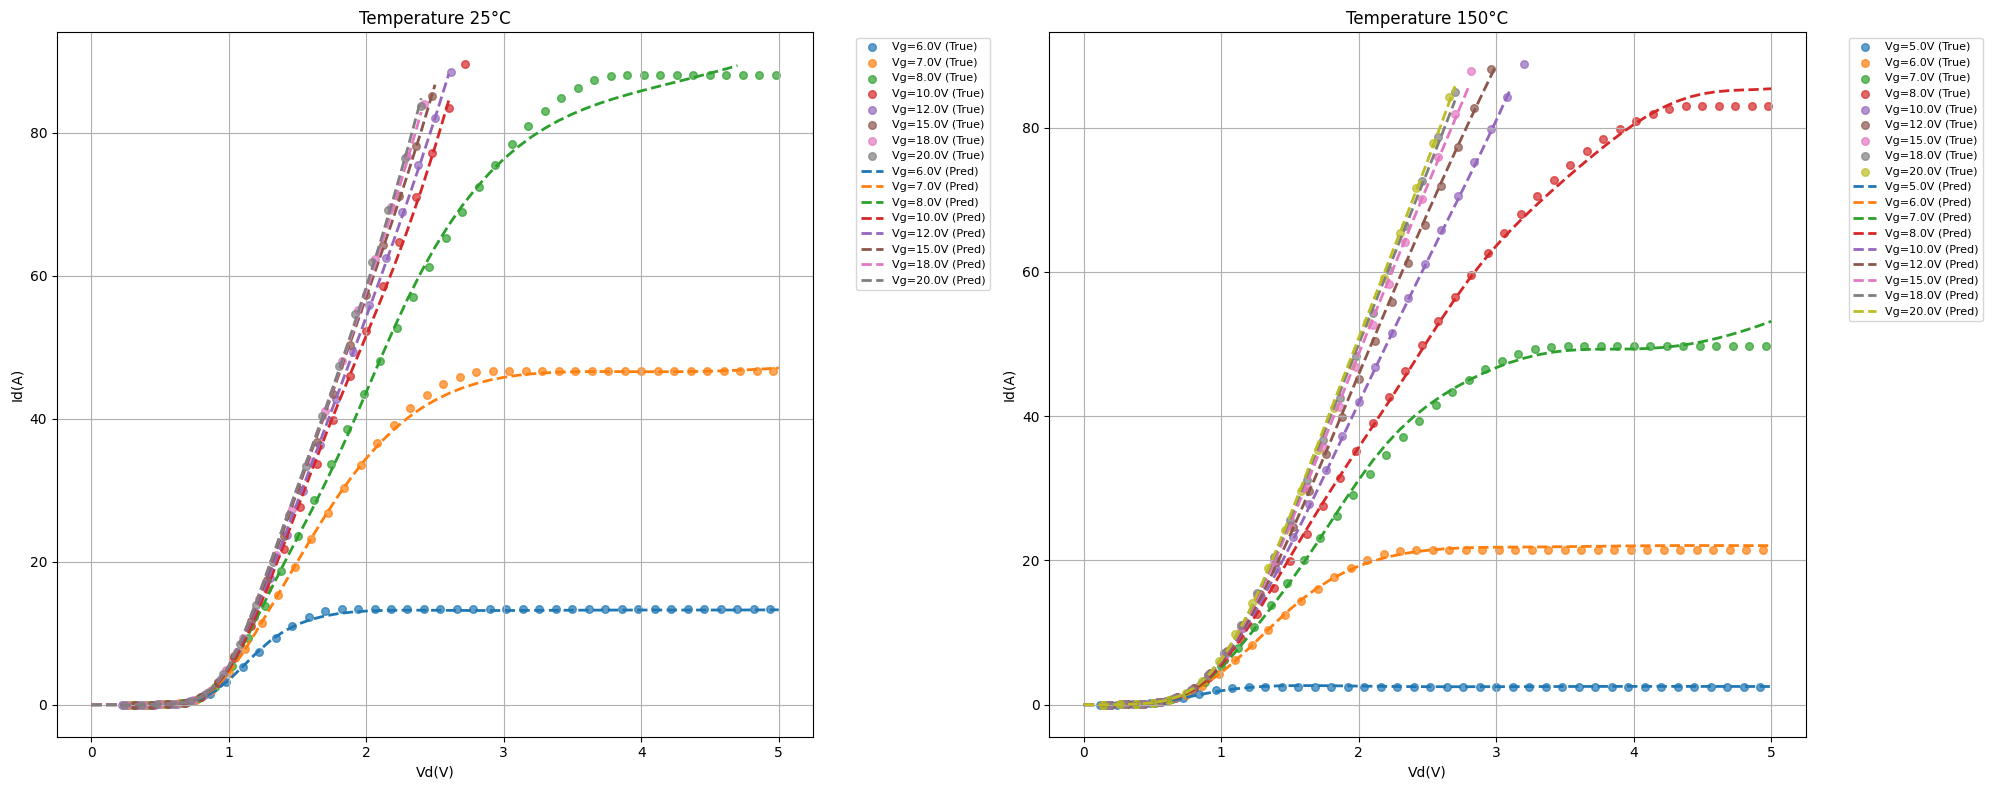 Temperature 25°C
Id(A)
80
60
40
20
0
0 1 2 3 4 5
Vd(V)
Vg=6.0V (True)
Vg=7.0V (True)
Vg=8.0V (True)
Vg=10.0V (True)
Vg=12.0V (True)
Vg=15.0V (True)
Vg=18.0V (True)
Vg=20.0V (True)
Vg=6.0V (Pred)
Vg=7.0V (Pred)
Vg=8.0V (Pred)
Vg=10.0V (Pred)
Vg=12.0V (Pred)
Vg=15.0V (Pred)
Vg=18.0V (Pred)
Vg=20.0V (Pred)
Temperature 150°C
Id(A)
80
60
40
20
0
0 1 2 3 4 5
Vd(V)
Vg=5.0V (True)
Vg=6.0V (True)
Vg=7.0V (True)
Vg=8.0V (True)
Vg=10.0V (True)
Vg=12.0V (True)
Vg=15.0V (True)
Vg=18.0V (True)
Vg=20.0V (True)
Vg=5.0V (Pred)
Vg=6.0V (Pred)
Vg=7.0V (Pred)
Vg=8.0V (Pred)
Vg=10.0V (Pred)
Vg=12.0V (Pred)
Vg=15.0V (Pred)
Vg=18.0V (Pred)
Vg=20.0V (Pred)